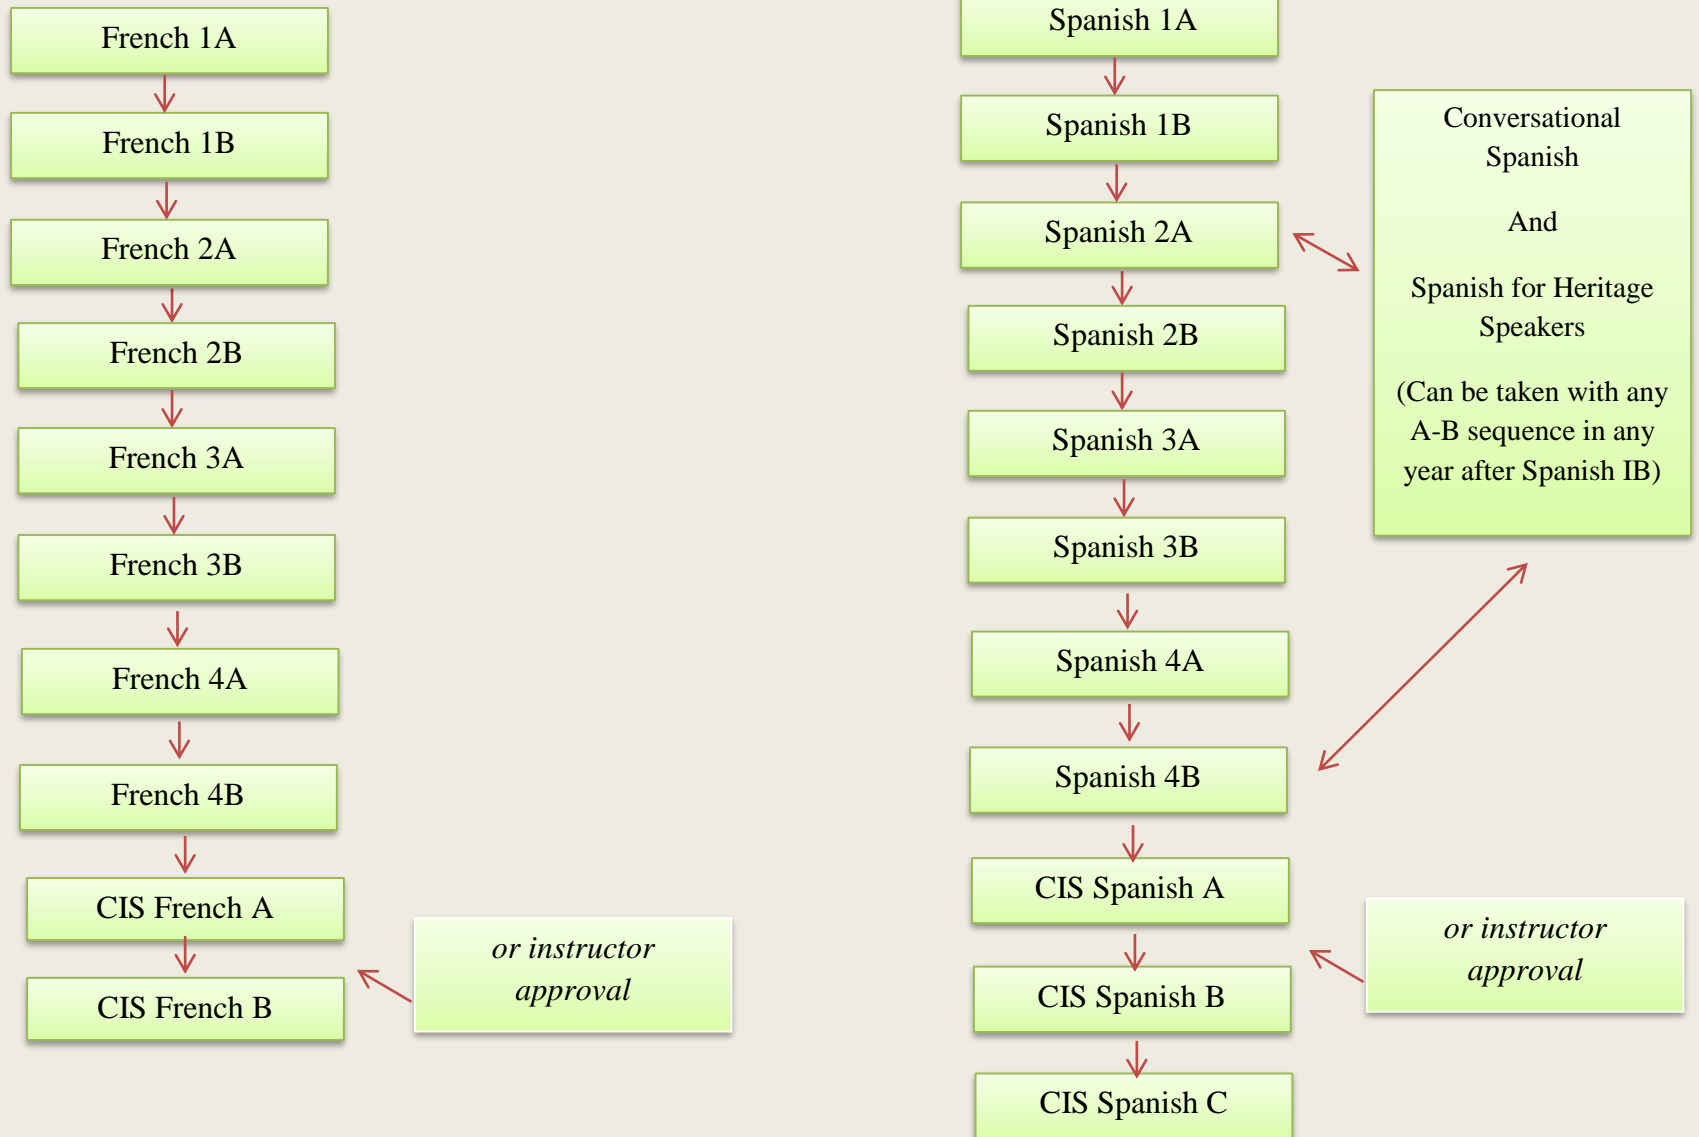 French 1A
French 1B
French 2A
French 2B
French 3A
French 3B
French 4A
French 4B
CIS French A
CIS French B
or instructor
approval
Spanish 1A
Spanish 1B
Spanish 2A
Spanish 2B
Spanish 3A
Spanish 3B
Spanish 4A
Spanish 4B
CIS Spanish A
CIS Spanish B
CIS Spanish C
Conversational
Spanish
And
Spanish for Heritage
Speakers
(Can be taken with any
A-B sequence in any
year after Spanish IB)
or instructor
approval